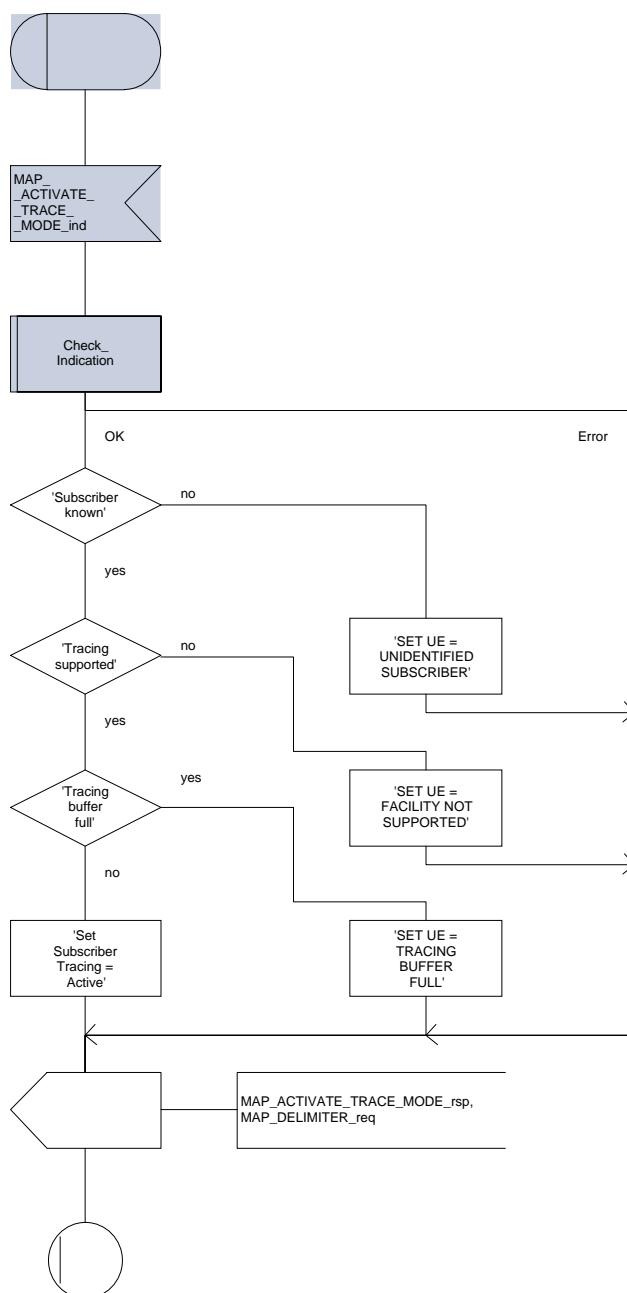 MAP_
_ACTIVATE_
_TRACE_
_MODE_ind
Check_
Indication
OK
Error
'Subscriber
known'
no
yes
'Tracing
supported'
no
'SET UE =
UNIDENTIFIED
SUBSCRIBER'
yes
'Tracing
buffer
full'
yes
'SET UE =
FACILITY NOT
SUPPORTED'
no
'Set
Subscriber
Tracing =
Active'
'SET UE =
TRACING
BUFFER
FULL'
MAP_ACTIVATE_TRACE_MODE_rsp,
MAP_DELIMITER_req